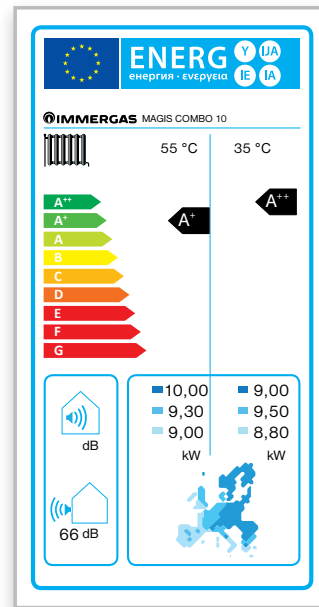 ENERG Y IJA
енергия · ενεργεια IE IA
IMMERGAS MAGIS COMBO 10
55 °C 35 °C
A++
A+
A
B
C
D
E
F
G
A+ A++
10,00 9,00
9,30 9,50
9,00 8,80
kW kW
dB
66 dB